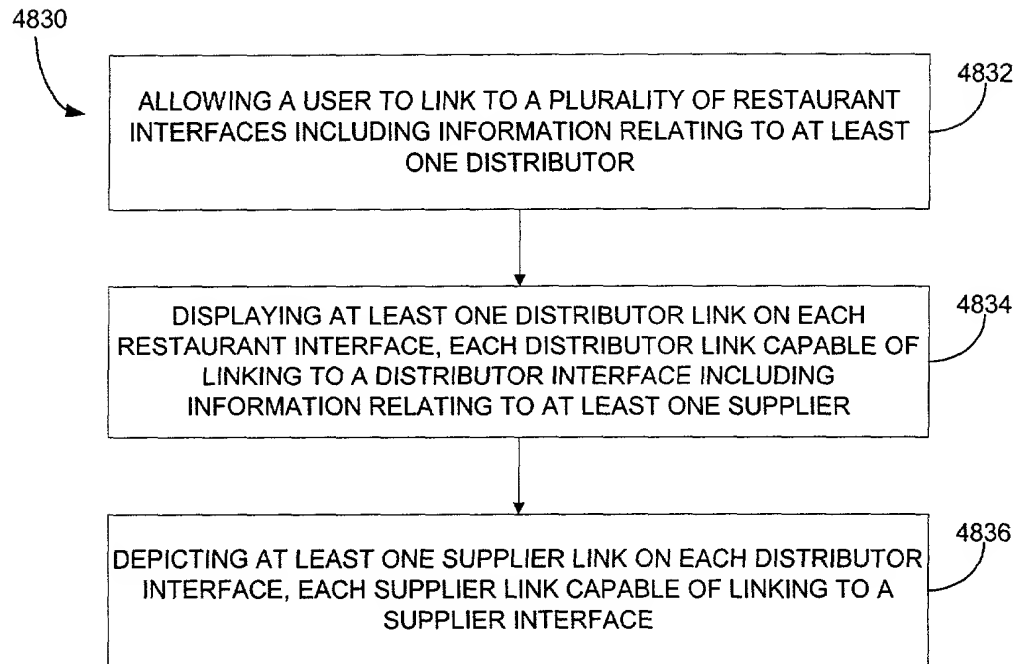 4830
4832
ALLOWING A USER TO LINK TO A PLURALITY OF RESTAURANT
INTERFACES INCLUDING INFORMATION RELATING TO AT LEAST
ONE DISTRIBUTOR
4834
DISPLAYING AT LEAST ONE DISTRIBUTOR LINK ON EACH
RESTAURANT INTERFACE, EACH DISTRIBUTOR LINK CAPABLE OF
LINKING TO A DISTRIBUTOR INTERFACE INCLUDING
INFORMATION RELATING TO AT LEAST ONE SUPPLIER
4836
DEPICTING AT LEAST ONE SUPPLIER LINK ON EACH DISTRIBUTOR
INTERFACE, EACH SUPPLIER LINK CAPABLE OF LINKING TO A
SUPPLIER INTERFACE